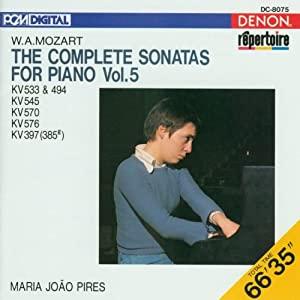 PCM DIGITAL
DC-8075
DENON
répertoire
W.A.MOZART
THE COMPLETE SONATAS
FOR PIANO Vol.5
KV533 & 494
KV545
KV570
KV576
KV397(385g)
TOTAL TIME
66'35"
MARIA JOÃO PIRES